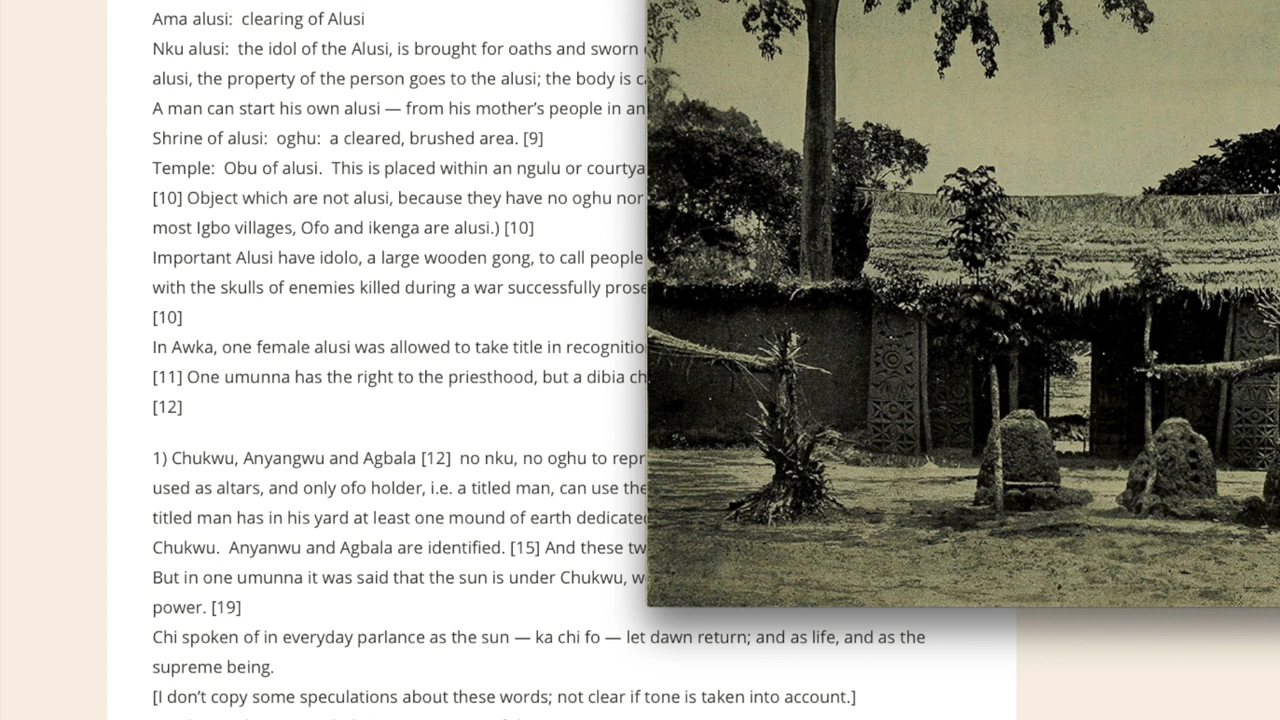 Ama alusi:  clearing of Alusi
Nku alusi:  the idol of the Alusi, is brought for oaths and sworn
alusi, the property of the person goes to the alusi; the body is
A man can start his own alusi — from his mother’s people in an
Shrine of alusi:  oghu:  a cleared, brushed area. [9]
Temple:  Obu of alusi.  This is placed within an ngulu or
[10] Object which are not alusi, because they have no oghu nor
most Igbo villages, Ofo and ikenga are alusi.) [10]
Important Alusi have idolo, a large wooden gong, to call people
with the skulls of enemies killed during a war successfully
[10]
In Awka, one female alusi was allowed to take title in
[11] One umunna has the right to the priesthood, but a dibia
[12]
1) Chukwu, Anyangwu and Agbala [12]  no nku, no oghu to
used as altars, and only ofo holder, i.e. a titled man, can use
titled man has in his yard at least one mound of earth
Chukwu.  Anyanwu and Agbala are identified. [15] And these
But in one umunna it was said that the sun is under Chukwu,
power. [19]
Chi spoken of in everyday parlance as the sun — ka chi fo — let dawn return; and as life, and as the
supreme being.
[I don’t copy some speculations about these words; not clear if tone is taken into account.]